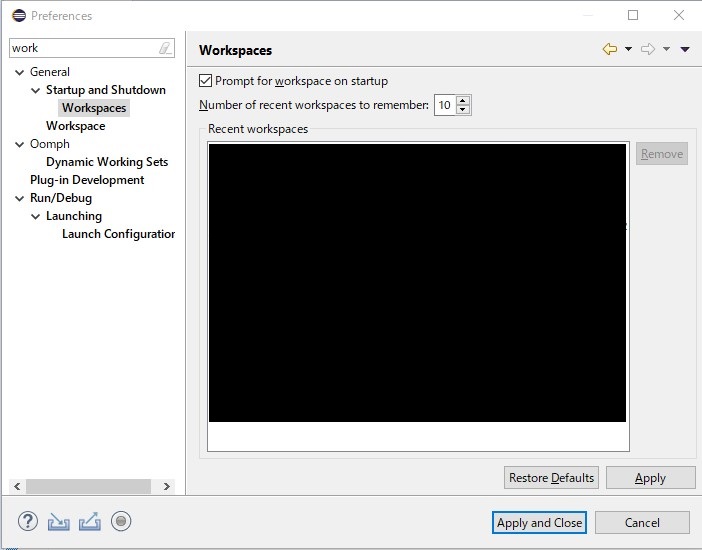 Preferences
work
Workspaces
General
Startup and Shutdown
Workspaces
Workspace
Oomph
Dynamic Working Sets
Plug-in Development
Run/Debug
Launching
Launch Configuration
Prompt for workspace on startup
Number of recent workspaces to remember: 10
Recent workspaces
Remove
Restore Defaults Apply
Apply and Close Cancel